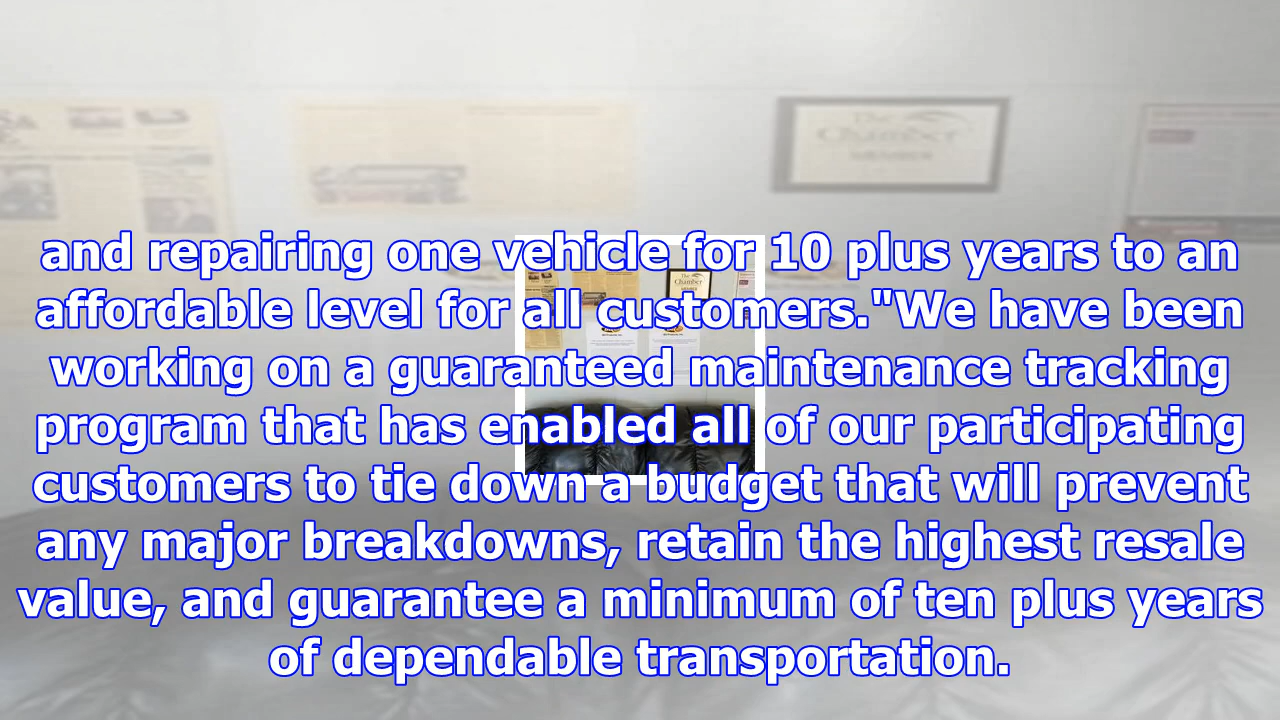 The
Chamber
MEMBER
and repairing one vehicle for 10 plus years to an
affordable level for all customers."We have been
working on a guaranteed maintenance tracking
program that has enabled all of our participating
customers to tie down a budget that will prevent
any major breakdowns, retain the highest resale
value, and guarantee a minimum of ten plus years
of dependable transportation.